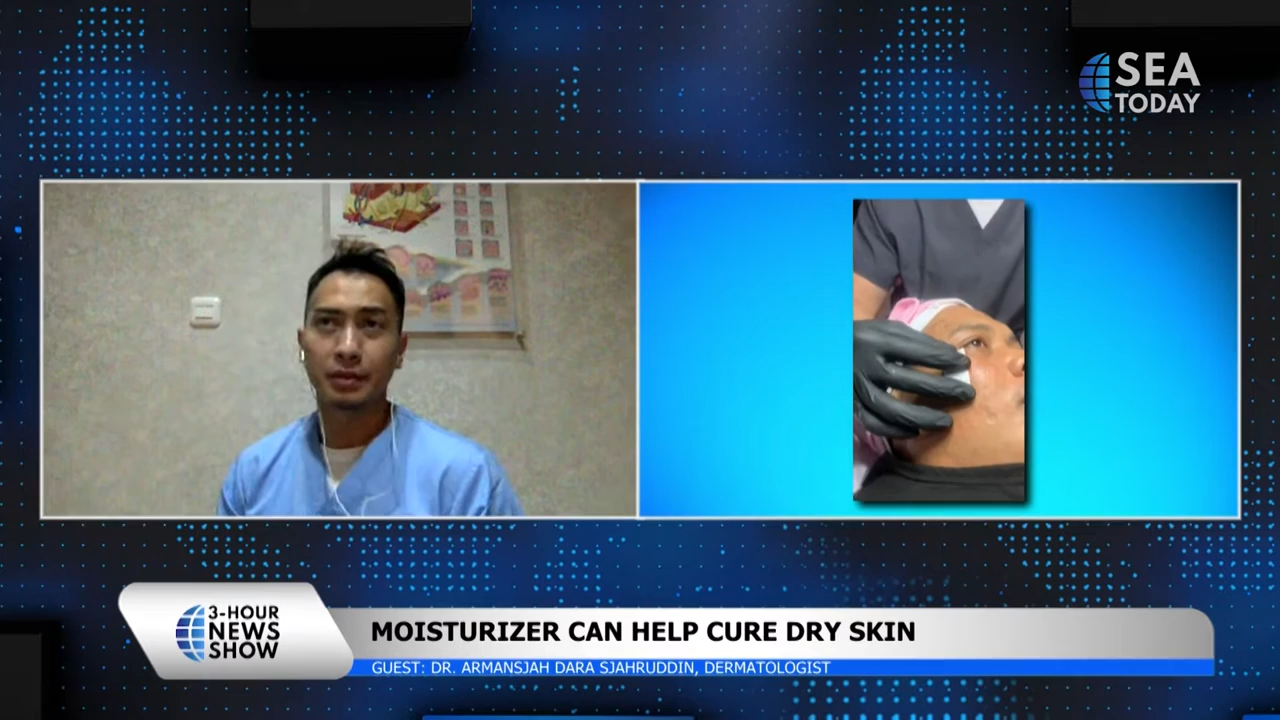 SEA
TODAY
3-HOUR
NEWS
SHOW
MOISTURIZER CAN HELP CURE DRY SKIN
GUEST: DR. ARMANSJAH DARA SJAHRUDDIN, DERMATOLOGIST